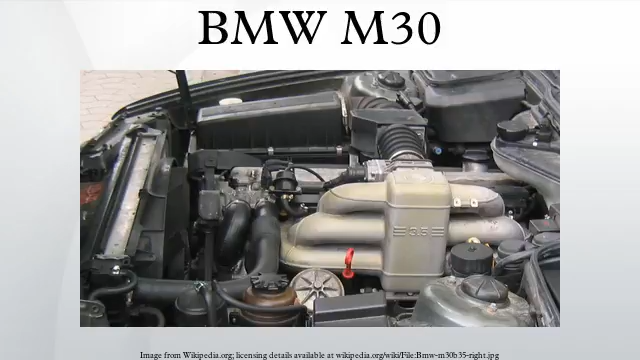 BMW M30
3.5
Image from Wikipedia.org; licensing details available at wikipedia.org/wiki/File:Bmw-m30b35-right.jpg